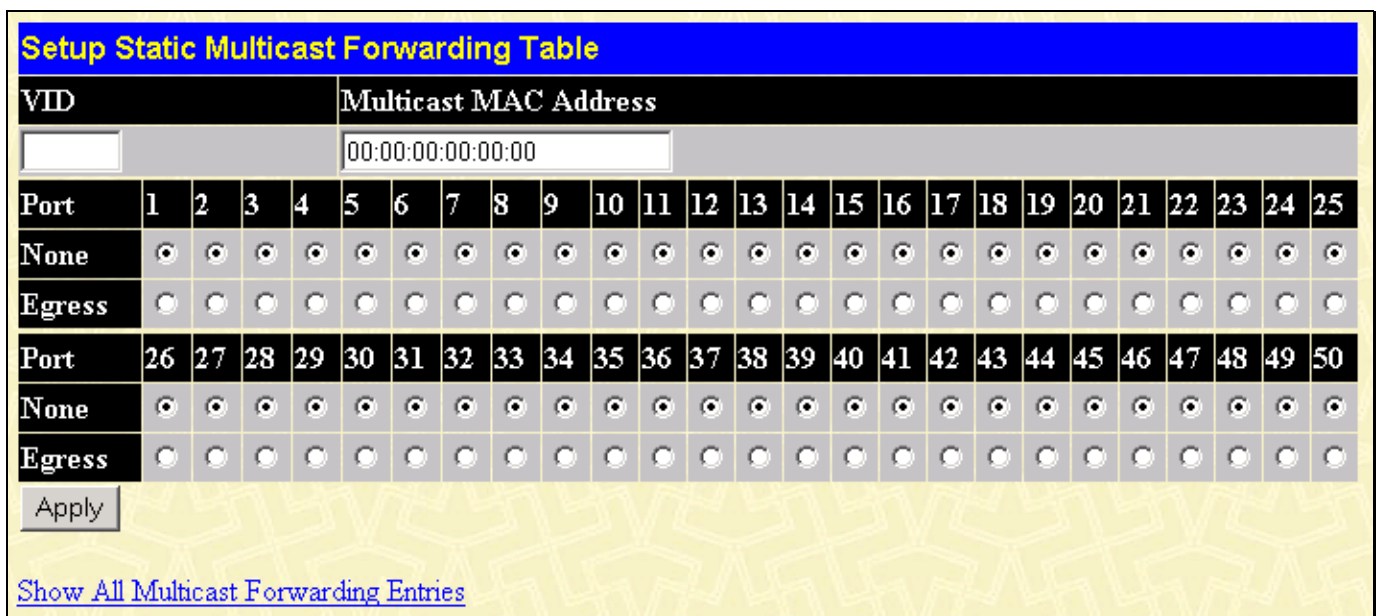 Setup Static Multicast Forwarding Table
VID Multicast MAC Address
00:00:00:00:00:00
Port 1 2 3 4 5 6 7 8 9 10 11 12 13 14 15 16 17 18 19 20 21 22 23 24 25
None
Egress
Port 26 27 28 29 30 31 32 33 34 35 36 37 38 39 40 41 42 43 44 45 46 47 48 49 50
None
Egress
Apply
Show All Multicast Forwarding Entries